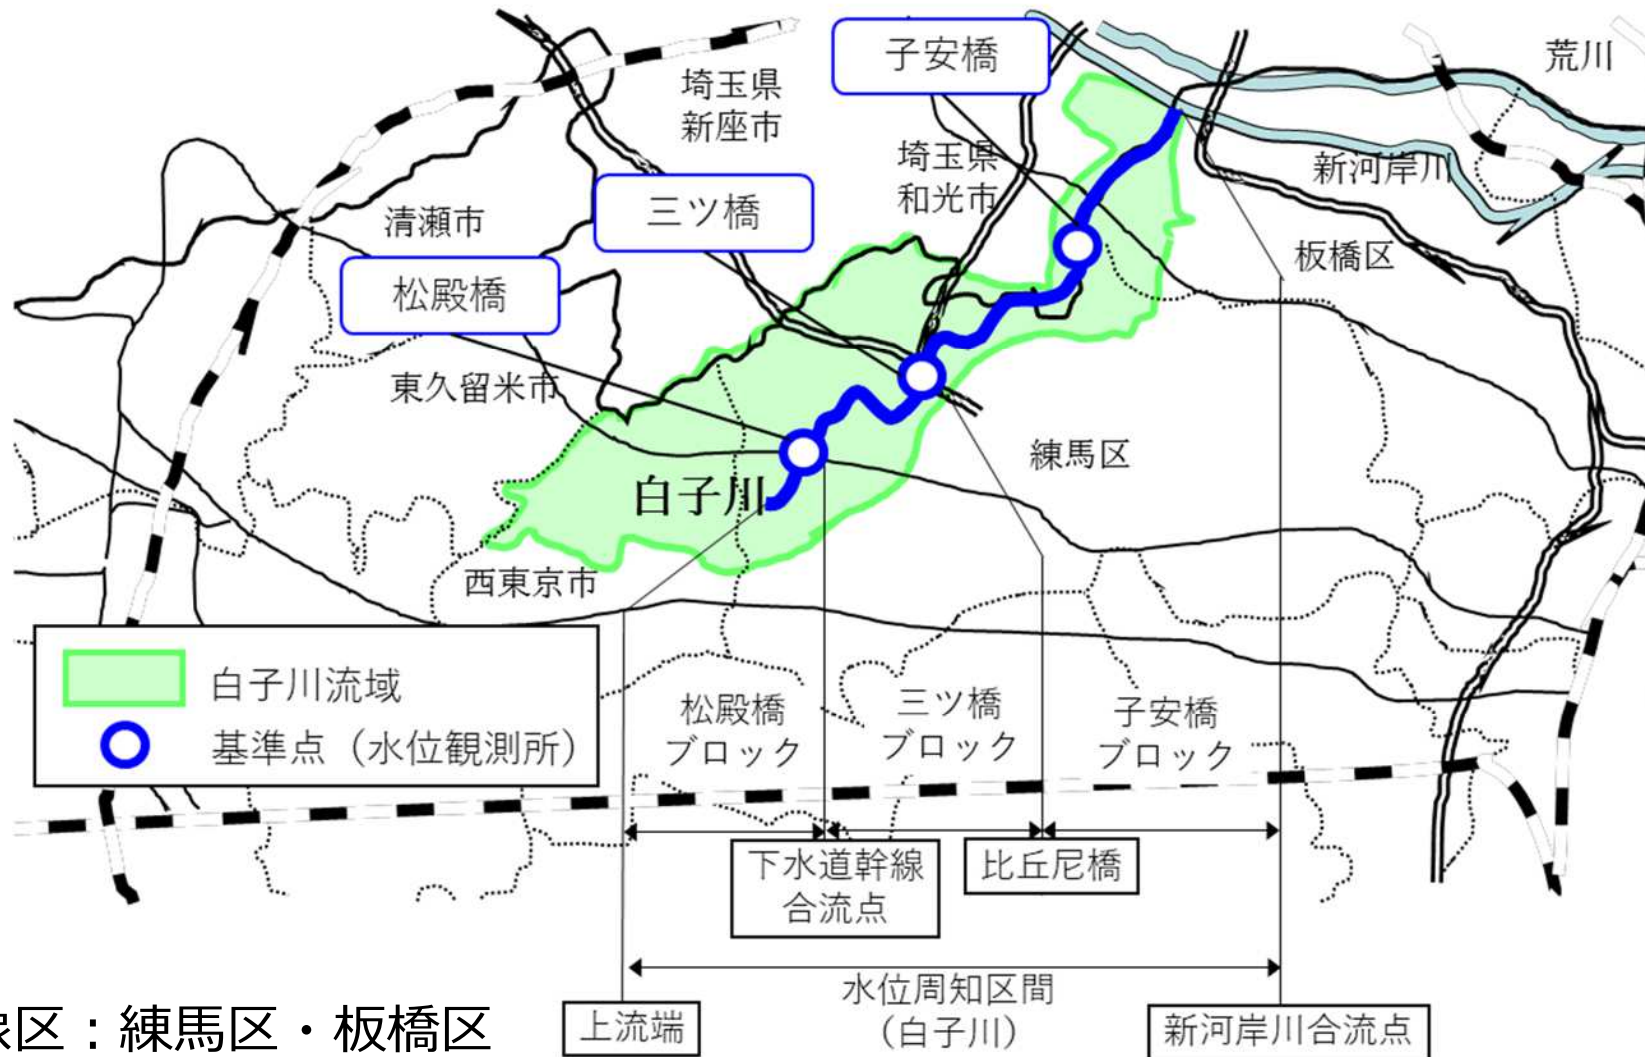 子安橋
荒川
埼玉県
新座市
埼玉県
和光市
新河岸川
三ツ橋
清瀬市
板橋区
松殿橋
東久留米市
練馬区
白子川
西東京市
白子川流域
基準点（水位観測所）
松殿橋
ブロック
三ツ橋
ブロック
子安橋
ブロック
下水道幹線
合流点
比丘尼橋
水位周知区間
（白子川）
上流端
新河岸川合流点
線区：練馬区・板橋区